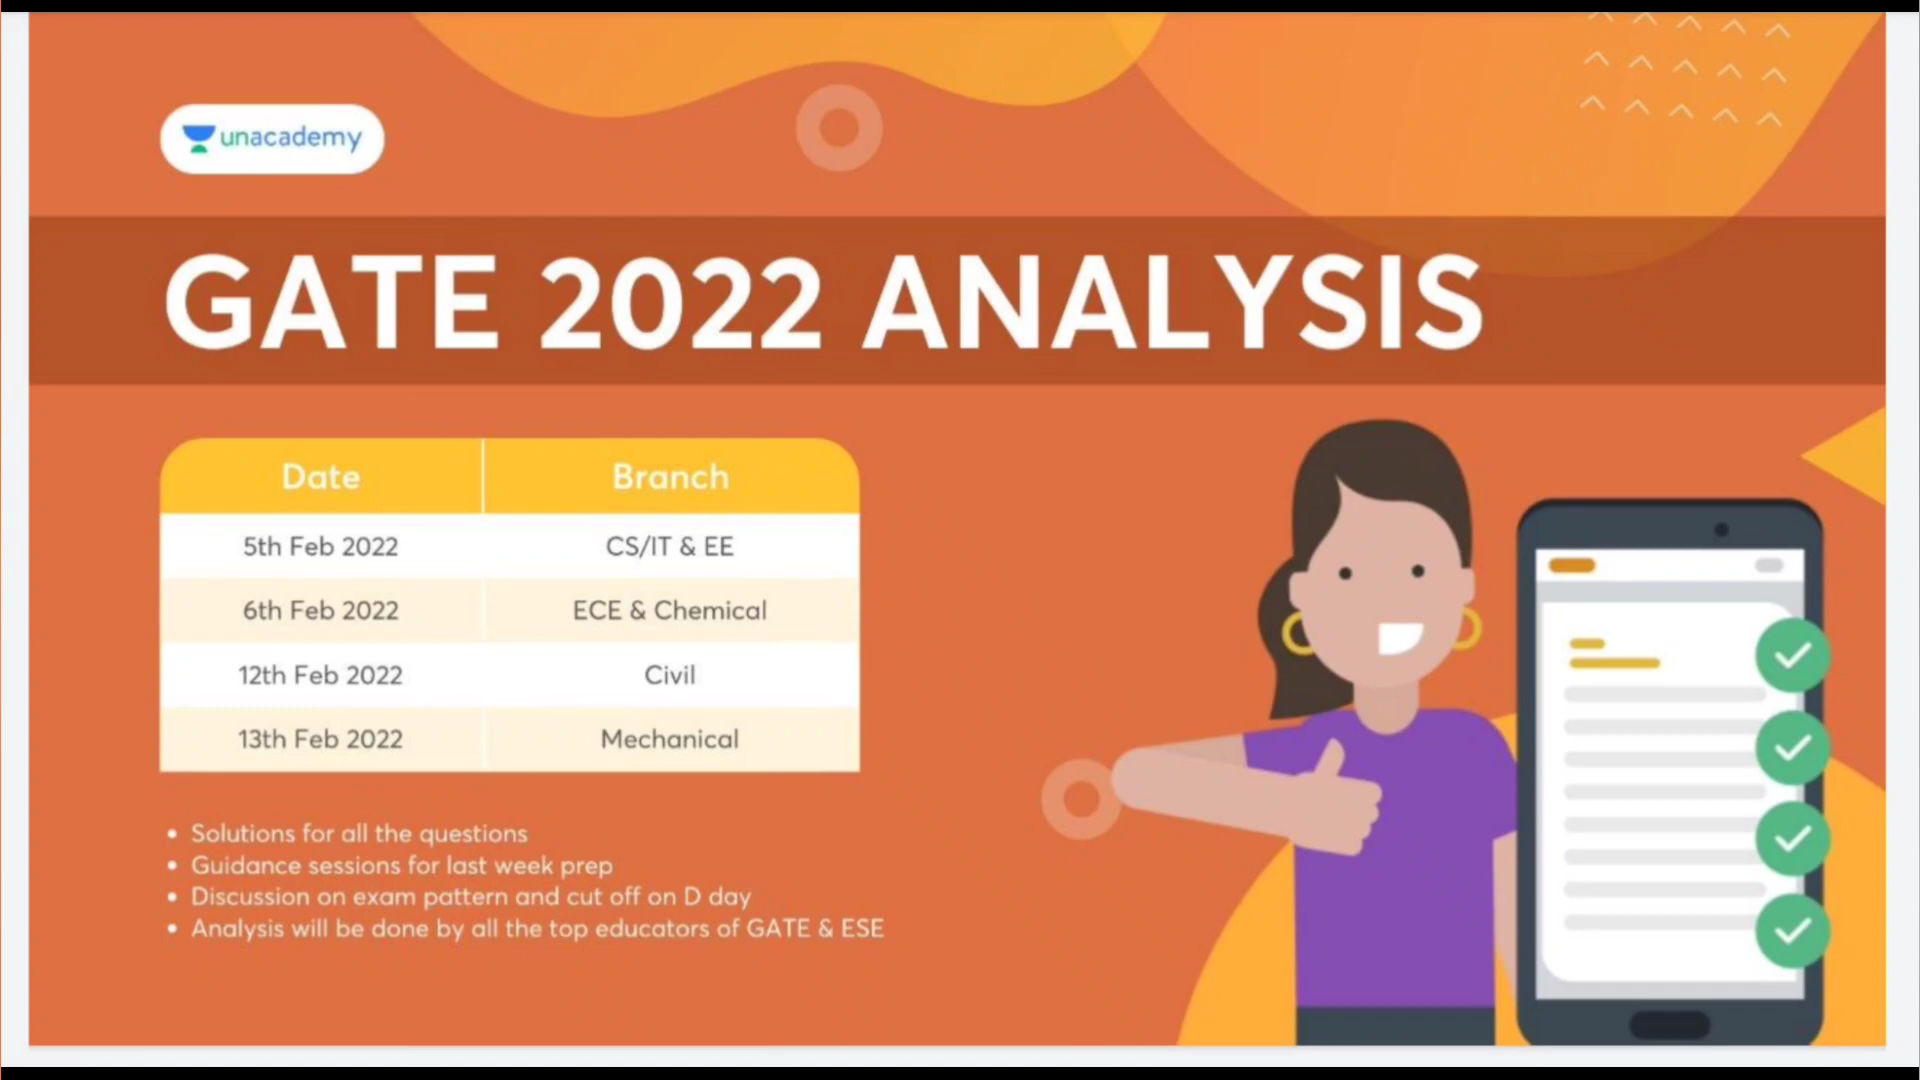 unacademy
GATE 2022 ANALYSIS
Date Branch
5th Feb 2022 CS/IT & EE
6th Feb 2022 ECE & Chemical
12th Feb 2022 Civil
13th Feb 2022 Mechanical
• Solutions for all the questions
• Guidance sessions for last week prep
• Discussion on exam pattern and cut off on D day
• Analysis will be done by all the top educators of GATE & ESE